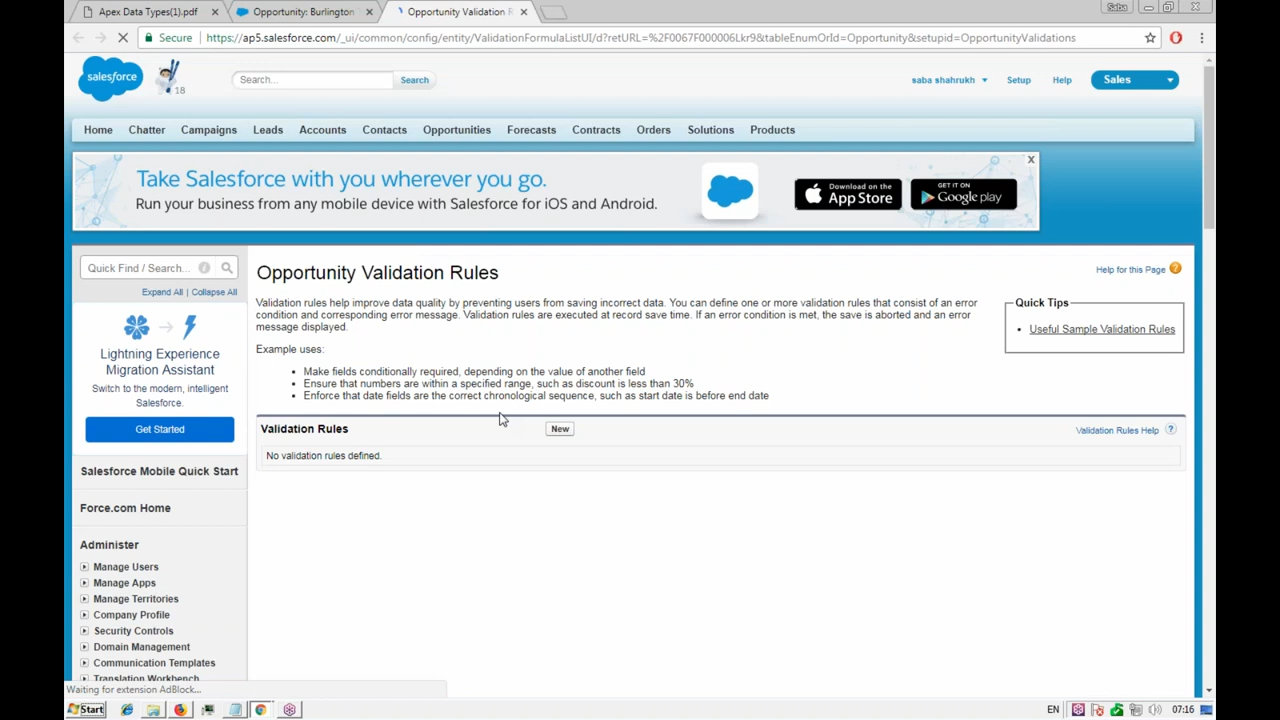 Apex Data Types(1).pdf
Opportunity: Burlington
Opportunity Validation R
Saba
Secure
https://ap5.salesforce.com/_ui/common/config/entity/ValidationFormulaListUI/d?retURL=%2F0067F000006Lkr9&tableEnumOrId=Opportunity&setupid=OpportunityValidations
salesforce
18
Search...
Search
saba shahrukh
Setup
Help
Sales
Home
Chatter
Campaigns
Leads
Accounts
Contacts
Opportunities
Forecasts
Contracts
Orders
Solutions
Products
Take Salesforce with you wherever you go.
Run your business from any mobile device with Salesforce for iOS and Android.
Download on the
App Store
GET IT ON
Google play
X
Quick Find / Search...
Expand All | Collapse All
Lightning Experience
Migration Assistant
Switch to the modern, intelligent
Salesforce.
Get Started
Salesforce Mobile Quick Start
Force.com Home
Administer
Manage Users
Manage Apps
Manage Territories
Company Profile
Security Controls
Domain Management
Communication Templates
Translation Workbench
Opportunity Validation Rules
Help for this Page
Validation rules help improve data quality by preventing users from saving incorrect data. You can define one or more validation rules that consist of an error
condition and corresponding error message. Validation rules are executed at record save time. If an error condition is met, the save is aborted and an error
message displayed.
Example uses:
• Make fields conditionally required, depending on the value of another field
• Ensure that numbers are within a specified range, such as discount is less than 30%
• Enforce that date fields are the correct chronological sequence, such as start date is before end date
Quick Tips
• Useful Sample Validation Rules
Validation Rules
New
Validation Rules Help ?
No validation rules defined.
Waiting for extension AdBlock...
Start
EN
07:16